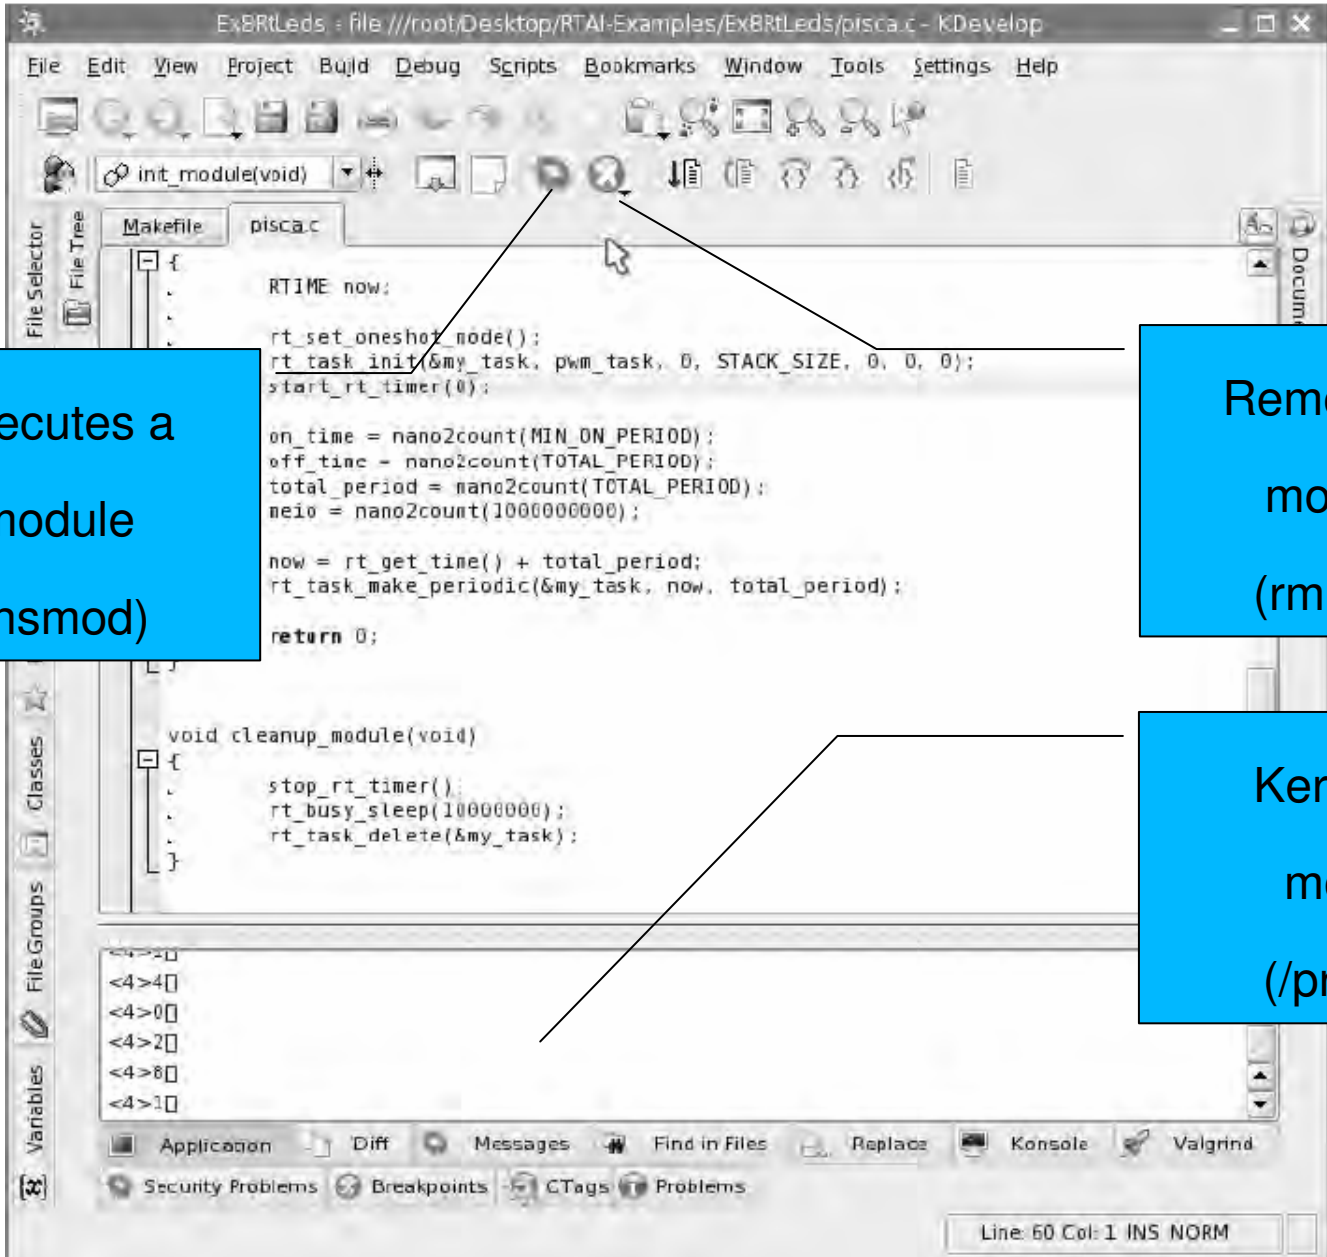 ExBRtLeds - file:///root/Desktop/RTAI-Examples/ExBRtLeds/pisca.c - KDevelop
File Edit View Project Build Debug Scripts Bookmarks Window Tools Settings Help
init_module(void)
Makefile pisca.c
File Selector
File Tree
Docum
{
RTIME now;
rt_set_oneshot_mode();
rt_task_init(&my_task, pwm_task, 0, STACK_SIZE, 0, 0, 0);
start_rt_timer(0);
on_time = nano2count(MIN_ON_PERIOD);
off_time = nano2count(TOTAL_PERIOD);
total_period = nano2count(TOTAL_PERIOD);
meio = nano2count(1000000000);
now = rt_get_time() + total_period;
rt_task_make_periodic(&my_task, now, total_period);
return 0;
}
void cleanup_module(void)
{
stop_rt_timer();
rt_busy_sleep(10000000);
rt_task_delete(&my_task);
}
ecutes a
module
nsmod)
Rem
mo
(rm
Ker
m
(/p
Classes
File Groups
Variables
<4>4▯
<4>0▯
<4>2▯
<4>8▯
<4>1▯
Application Diff Messages Find in Files Replace Konsole Valgrind
Security Problems Breakpoints CTags Problems
Line: 60 Col: 1 INS NORM